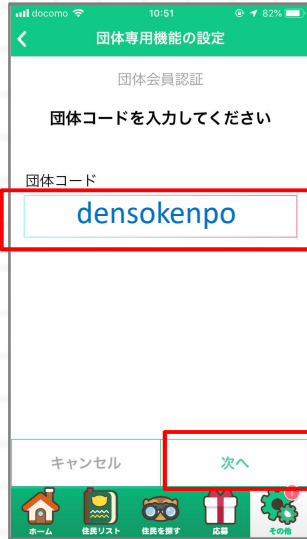 docomo 10:51 82%
団体専用機能の設定
団体会員認証
団体コードを入力してください
団体コード
densokenpo
キャンセル 次へ
ホーム 住民リスト 住民を探す 応募 その他